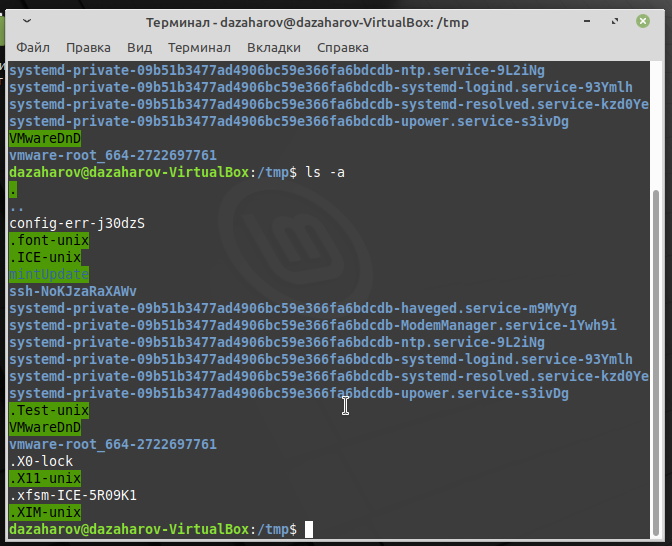 Терминал - dazaharov@dazaharov-VirtualBox: /tmp
Файл Правка Вид Терминал Вкладки Справка
systemd-private-09b51b3477ad4906bc59e366fa6bdcdb-ntp.service-9L2iNg
systemd-private-09b51b3477ad4906bc59e366fa6bdcdb-systemd-logind.service-93Ymlh
systemd-private-09b51b3477ad4906bc59e366fa6bdcdb-systemd-resolved.service-kzd0Ye
systemd-private-09b51b3477ad4906bc59e366fa6bdcdb-upower.service-s3ivDg
VMwareDnD
vmware-root_664-2722697761
dazaharov@dazaharov-VirtualBox:/tmp$ ls -a
.
..
config-err-j30dzS
.font-unix
.ICE-unix
mintUpdate
ssh-NoKJzaRaXAWv
systemd-private-09b51b3477ad4906bc59e366fa6bdcdb-haveged.service-m9MyYg
systemd-private-09b51b3477ad4906bc59e366fa6bdcdb-ModemManager.service-1Ywh9i
systemd-private-09b51b3477ad4906bc59e366fa6bdcdb-ntp.service-9L2iNg
systemd-private-09b51b3477ad4906bc59e366fa6bdcdb-systemd-logind.service-93Ymlh
systemd-private-09b51b3477ad4906bc59e366fa6bdcdb-systemd-resolved.service-kzd0Ye
systemd-private-09b51b3477ad4906bc59e366fa6bdcdb-upower.service-s3ivDg
.Test-unix
VMwareDnD
vmware-root_664-2722697761
.X0-lock
.X11-unix
.xfsm-ICE-5R09K1
.XIM-unix
dazaharov@dazaharov-VirtualBox:/tmp$